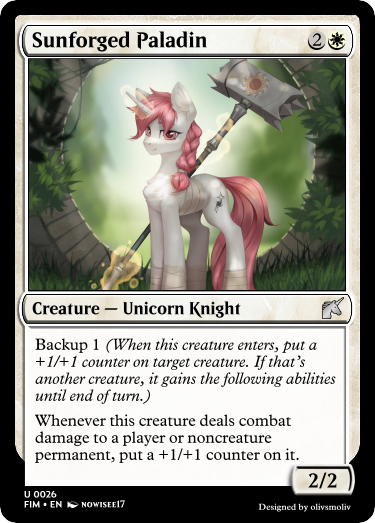 Sunforged Paladin 2
Creature — Unicorn Knight
Backup 1 (When this creature enters, put a
+1/+1 counter on target creature. If that's
another creature, it gains the following abilities
until end of turn.)
Whenever this creature deals combat
damage to a player or noncreature
permanent, put a +1/+1 counter on it.
2/2
U 0026
FIM • EN NOWISEE17
Designed by olivsmoliv